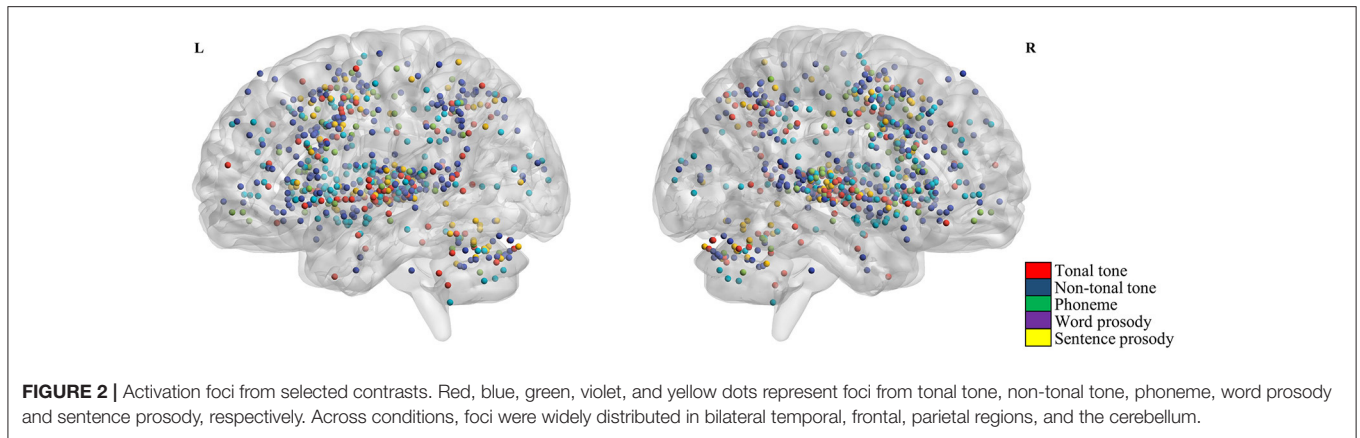 L
R
Tonal tone
Non-tonal tone
Phoneme
Word prosody
Sentence prosody
FIGURE 2 | Activation foci from selected contrasts. Red, blue, green, violet, and yellow dots represent foci from tonal tone, non-tonal tone, phoneme, word prosody
and sentence prosody, respectively. Across conditions, foci were widely distributed in bilateral temporal, frontal, parietal regions, and the cerebellum.